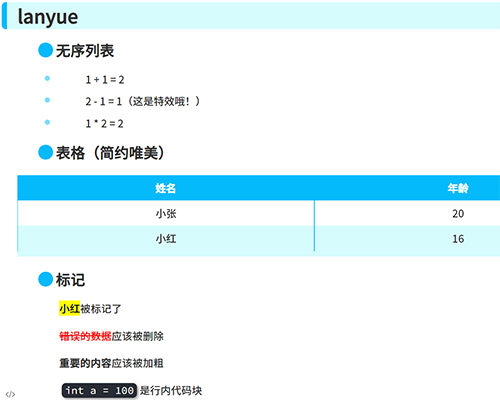 lanyue
无序列表
1 + 1 = 2
2 - 1 = 1（这是特效哦！）
1 * 2 = 2
表格（简约唯美）
姓名 年龄
小张 20
小红 16
标记
小红被标记了
错误的数据应该被删除
重要的内容应该被加粗
int a = 100 是行内代码块